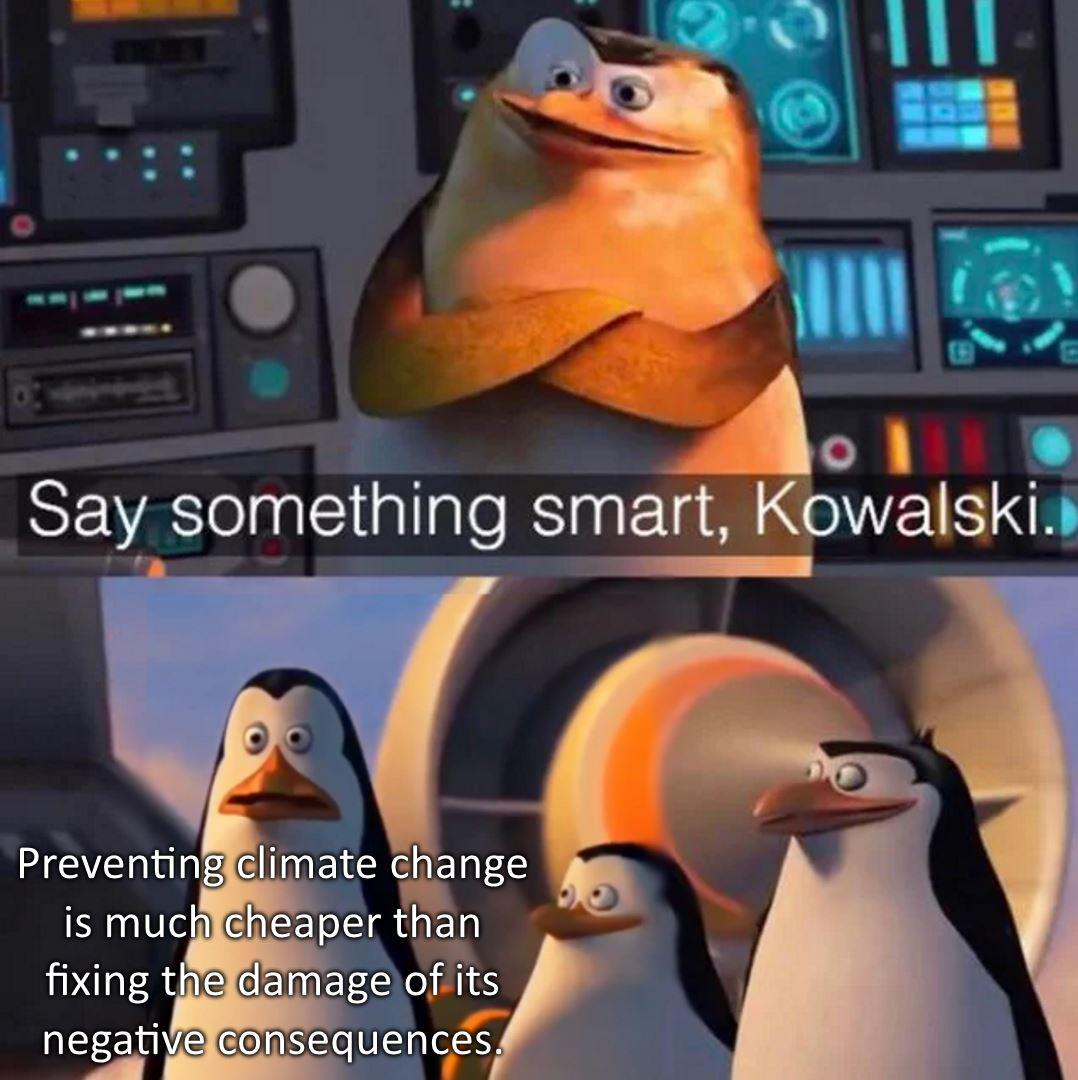 Say something smart, Kowalski.
Preventing climate change
is much cheaper than
fixing the damage of its
negative consequences.